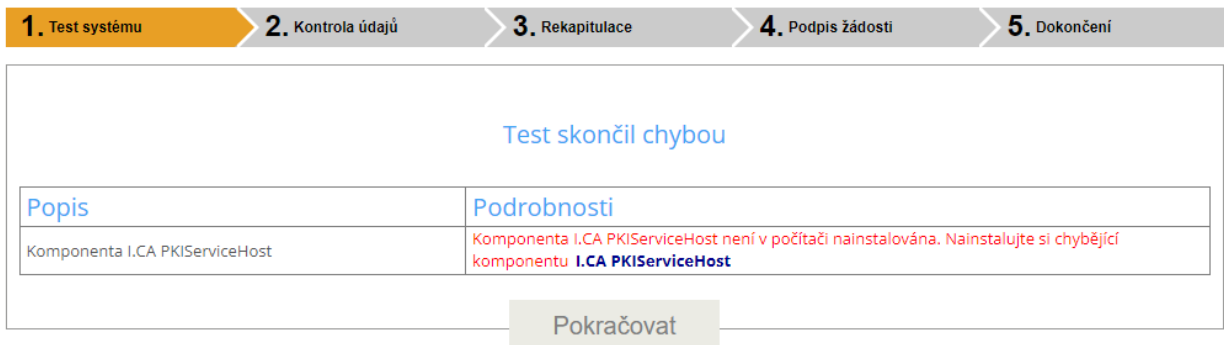 1. Test systému
2. Kontrola údajů
3. Rekapitulace
4. Podpis žádosti
5. Dokončení
Test skončil chybou
Popis
Podrobnosti
Komponenta I.CA PKIServiceHost
Komponenta I.CA PKIServiceHost není v počítači nainstalována. Nainstalujte si chybějící
komponentu I.CA PKIServiceHost
Pokračovat